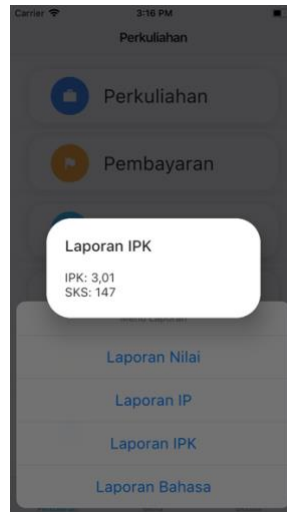 Carrier
3:16 PM
Perkuliahan
Perkuliahan
Pembayaran
Laporan IPK
IPK: 3,01
SKS: 147
Laporan Nilai
Laporan IP
Laporan IPK
Laporan Bahasa